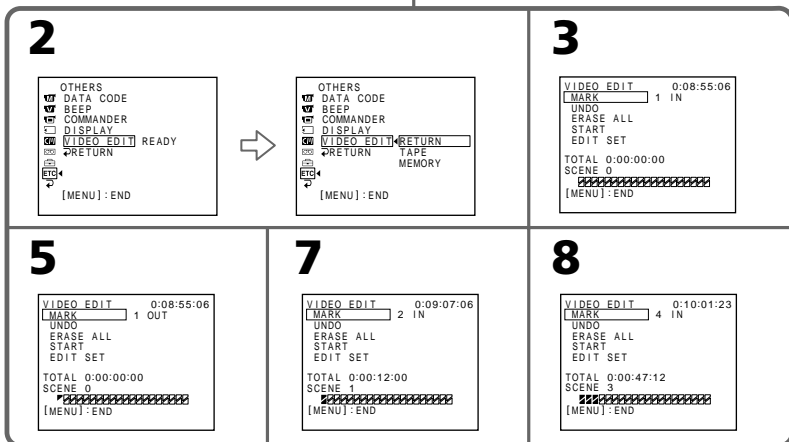 2
OTHERS
DATA CODE
BEEP
COMMANDER
DISPLAY
VIDEO EDIT READY
RETURN
ETC
[MENU] : END
OTHERS
DATA CODE
BEEP
COMMANDER
DISPLAY
VIDEO EDIT RETURN
RETURN TAPE
MEMORY
ETC
[MENU] : END
3
VIDEO EDIT 0:08:55:06
MARK 1 IN
UNDO
ERASE ALL
START
EDIT SET
TOTAL 0:00:00:00
SCENE 0
[MENU] : END
5
VIDEO EDIT 0:08:55:06
MARK 1 OUT
UNDO
ERASE ALL
START
EDIT SET
TOTAL 0:00:00:00
SCENE 0
[MENU] : END
7
VIDEO EDIT 0:09:07:06
MARK 2 IN
UNDO
ERASE ALL
START
EDIT SET
TOTAL 0:00:12:00
SCENE 1
[MENU] : END
8
VIDEO EDIT 0:10:01:23
MARK 4 IN
UNDO
ERASE ALL
START
EDIT SET
TOTAL 0:00:47:12
SCENE 3
[MENU] : END